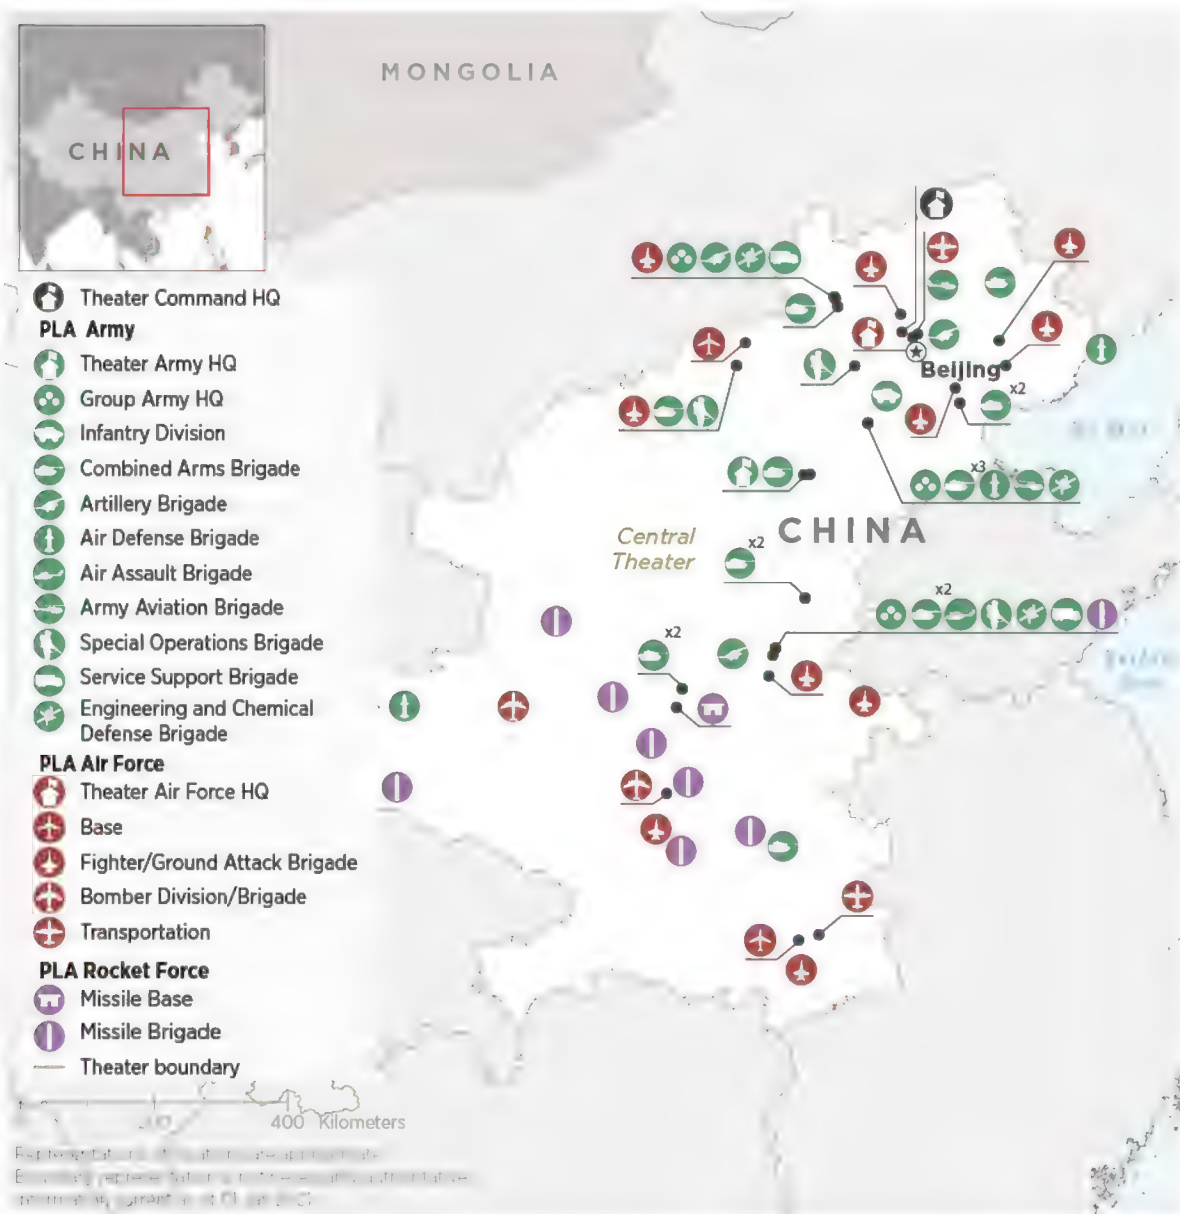 MONGOLIA
CHINA
Theater Command HQ
PLA Army
Theater Army HQ
Group Army HQ
Infantry Division
Combined Arms Brigade
Artillery Brigade
Air Defense Brigade
Air Assault Brigade
Army Aviation Brigade
Special Operations Brigade
Service Support Brigade
Engineering and Chemical
Defense Brigade
PLA Air Force
Theater Air Force HQ
Base
Fighter/Ground Attack Brigade
Bomber Division/Brigade
Transportation
PLA Rocket Force
Missile Base
Missile Brigade
Theater boundary
400 Kilometers
Beijing
x2
x3
CHINA
Central
Theater
x2
x2
x2